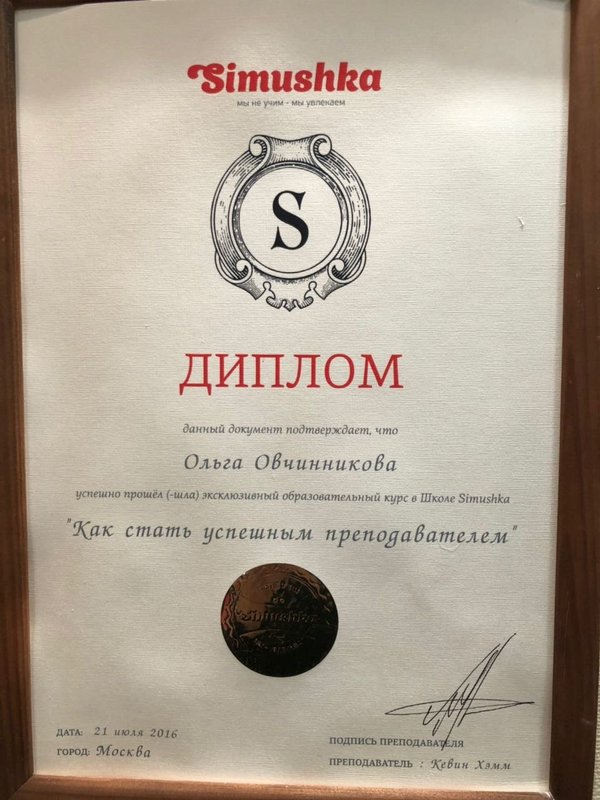 Simushka
мы не учим - мы увлекаем
S
ДИПЛОМ
данный документ подтверждает, что
Ольга Овчинникова
успешно прошёл (-шла) эксклюзивный образовательный курс в Школе Simushka
"Как стать успешным преподавателем"
Simushka
ДАТА: 21 июля 2016
ГОРОД: Москва
ПОДПИСЬ ПРЕПОДАВАТЕЛЯ
ПРЕПОДАВАТЕЛЬ : Кевин Хэмм